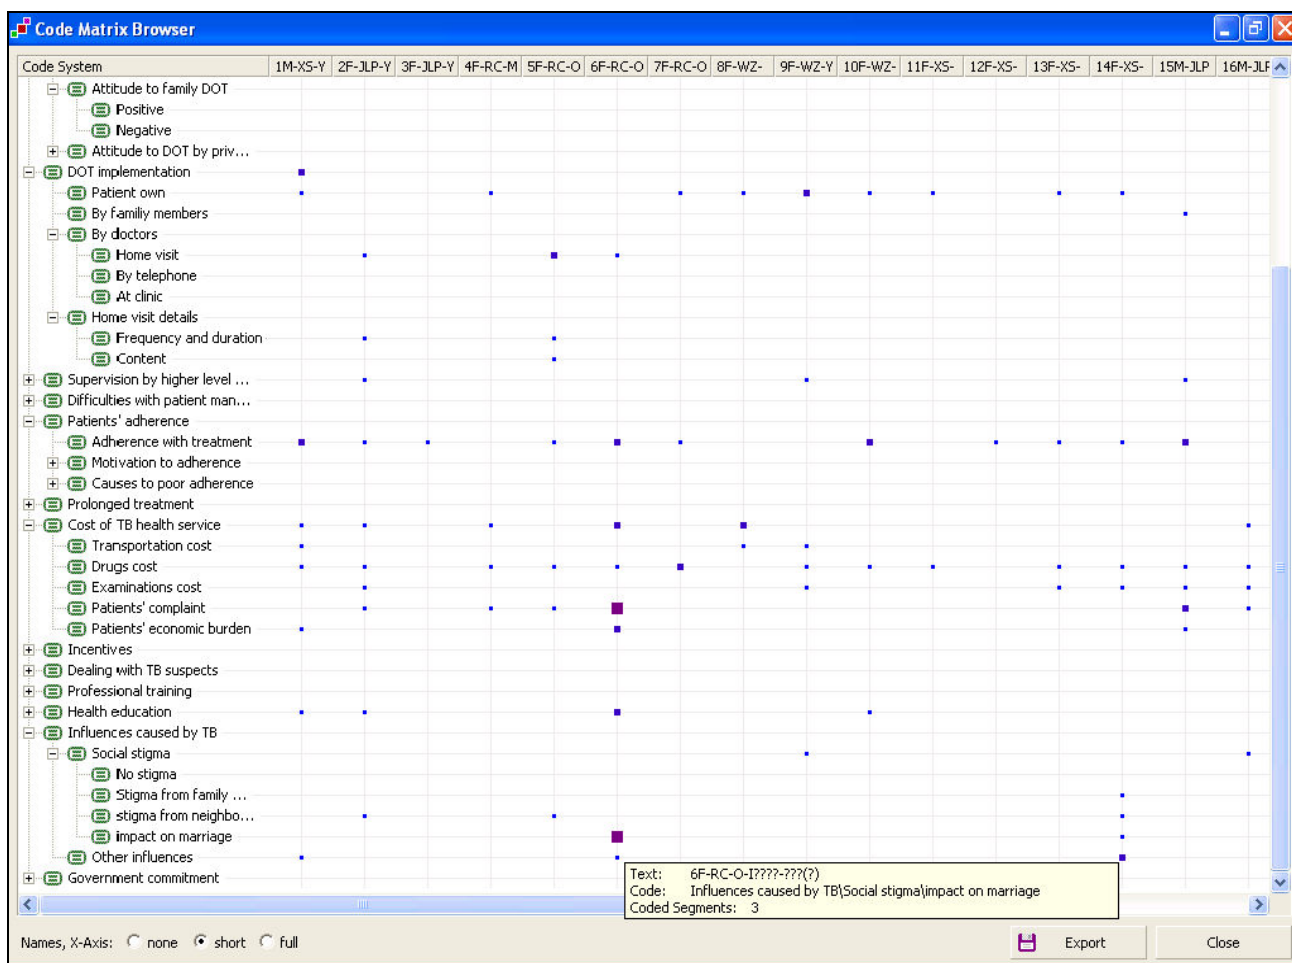 Code Matrix Browser
Code System 1M-XS-Y 2F-JLP-Y 3F-JLP-Y 4F-RC-M 5F-RC-O 6F-RC-O 7F-RC-O 8F-WZ- 9F-WZ-Y 10F-WZ- 11F-XS- 12F-XS- 13F-XS- 14F-XS- 15M-JLP 16M-JLP
Attitude to family DOT
Positive
Negative
Attitude to DOT by priv...
DOT implementation
Patient own
By familiy members
By doctors
Home visit
By telephone
At clinic
Home visit details
Frequency and duration
Content
Supervision by higher level ...
Difficulties with patient man...
Patients' adherence
Adherence with treatment
Motivation to adherence
Causes to poor adherence
Prolonged treatment
Cost of TB health service
Transportation cost
Drugs cost
Examinations cost
Patients' complaint
Patients' economic burden
Incentives
Dealing with TB suspects
Professional training
Health education
Influences caused by TB
Social stigma
No stigma
Stigma from family ...
stigma from neighbo...
impact on marriage
Other influences
Government commitment
Text: 6F-RC-O-I????-???(?)
Code: Influences caused by TB\Social stigma\impact on marriage
Coded Segments: 3
Names, X-Axis: none short full Export Close